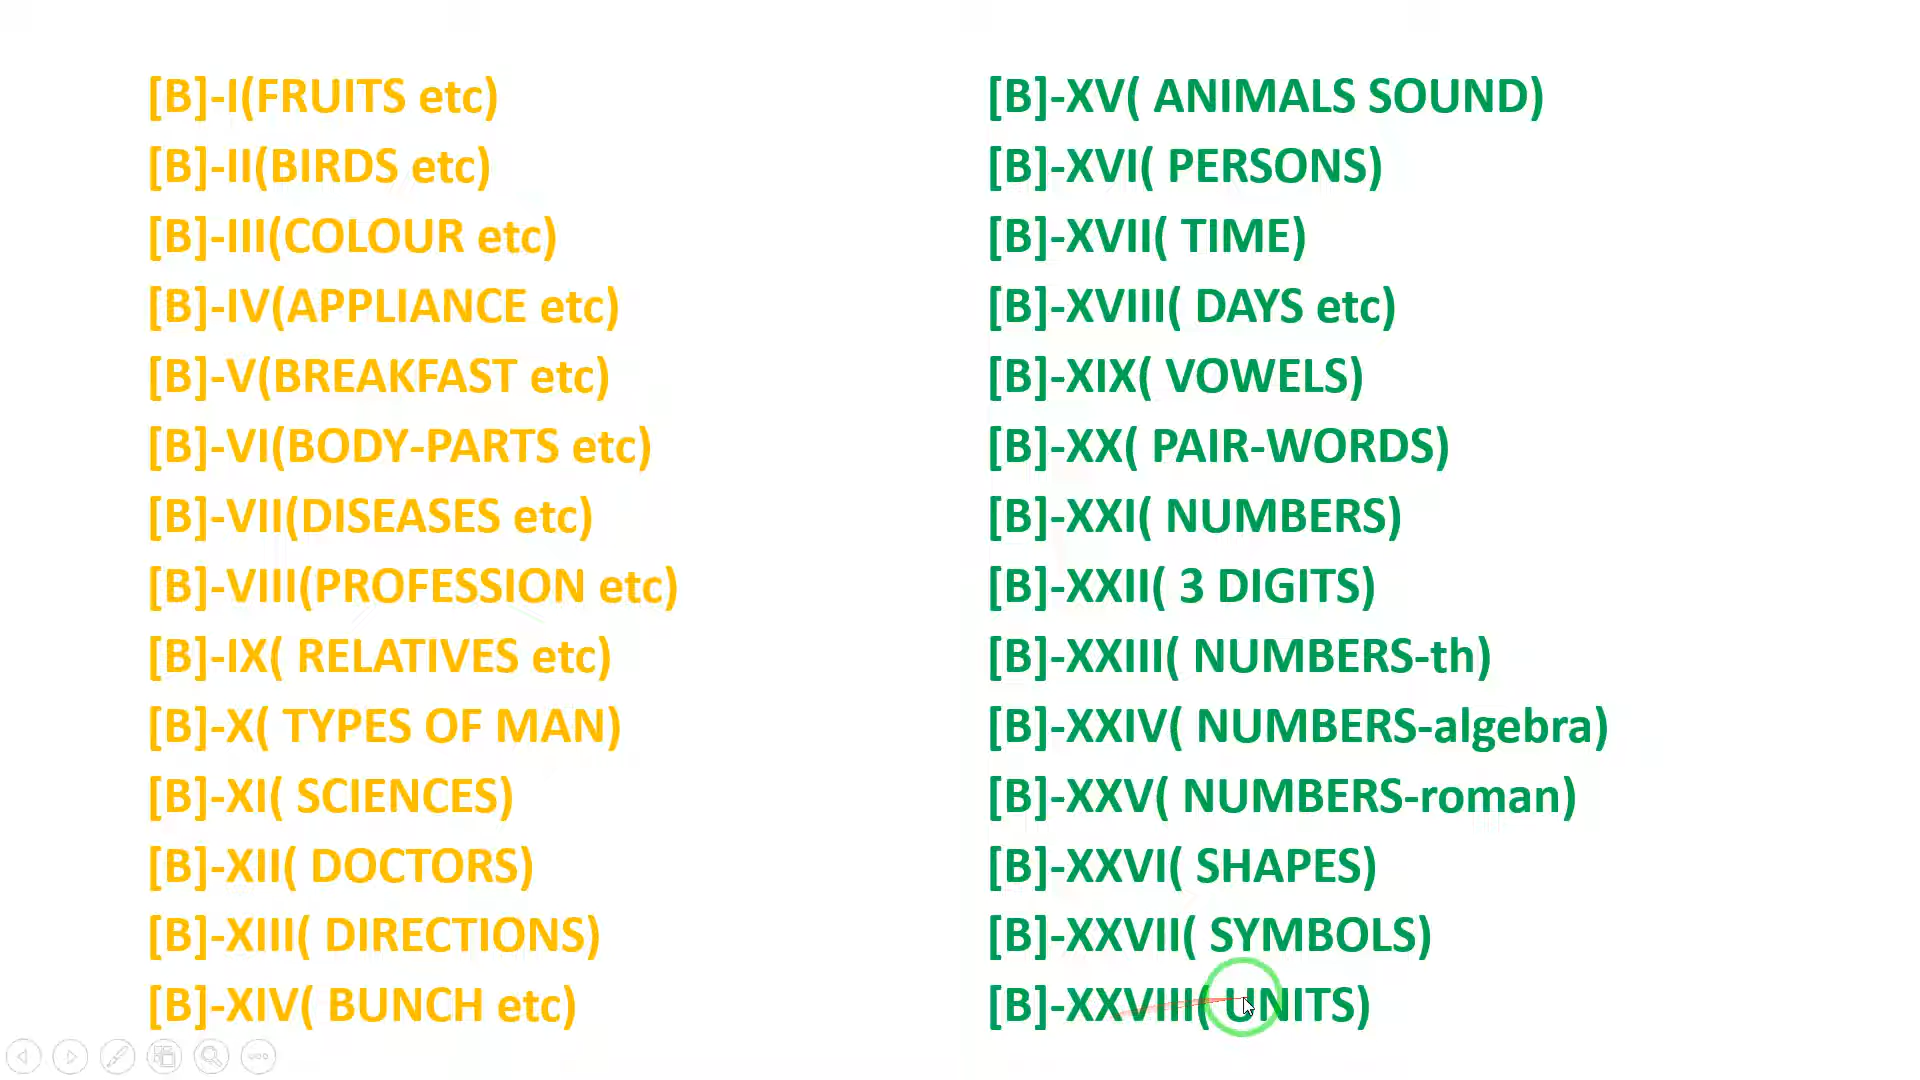 [B]-I(FRUITS etc)
[B]-II(BIRDS etc)
[B]-III(COLOUR etc)
[B]-IV(APPLIANCE etc)
[B]-V(BREAKFAST etc)
[B]-VI(BODY-PARTS etc)
[B]-VII(DISEASES etc)
[B]-VIII(PROFESSION etc)
[B]-IX( RELATIVES etc)
[B]-X( TYPES OF MAN)
[B]-XI( SCIENCES)
[B]-XII( DOCTORS)
[B]-XIII( DIRECTIONS)
[B]-XIV( BUNCH etc)
[B]-XV( ANIMALS SOUND)
[B]-XVI( PERSONS)
[B]-XVII( TIME)
[B]-XVIII( DAYS etc)
[B]-XIX( VOWELS)
[B]-XX( PAIR-WORDS)
[B]-XXI( NUMBERS)
[B]-XXII( 3 DIGITS)
[B]-XXIII( NUMBERS-th)
[B]-XXIV( NUMBERS-algebra)
[B]-XXV( NUMBERS-roman)
[B]-XXVI( SHAPES)
[B]-XXVII( SYMBOLS)
[B]-XXVIII( UNITS)